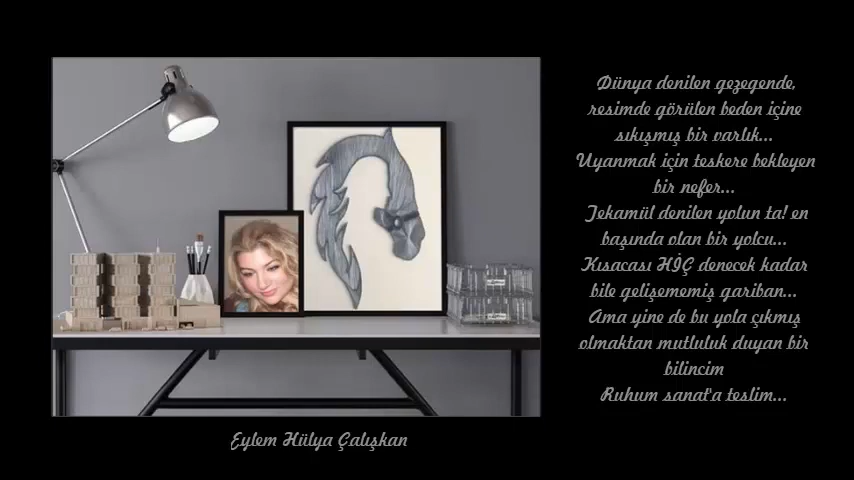 Dünya denilen gezegende,
resimde görülen beden içine
sıkışmış bir varlık...
Uyanmak için teskere bekleyen
bir nefer...
Tekamül denilen yolun ta! en
başında olan bir yolcu...
Kısacası HİÇ denecek kadar
bile gelişememiş gariban...
Ama yine de bu yola çıkmış
olmaktan mutluluk duyan bir
bilincim
Ruhum sanat'a teslim...
Eylem Hülya Çalışkan